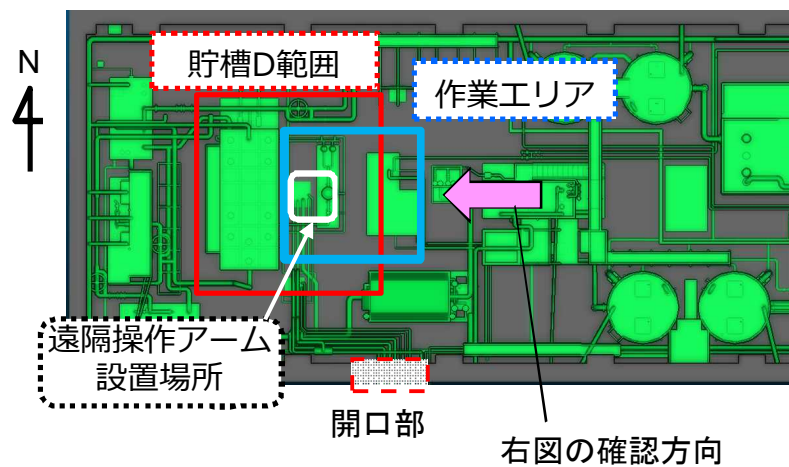 貯槽D範囲
作業エリア
N
遠隔操作アーム
設置場所
開口部
右図の確認方向